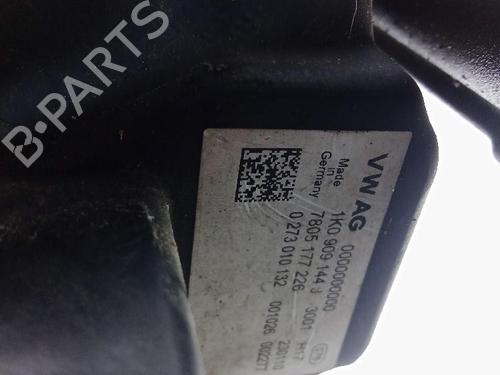 B-PARTS
VW AG
Made
in
Germany
0000000000
1K0 909 144 J 3001 H17
7805 177 226
0 273 010 132 001026